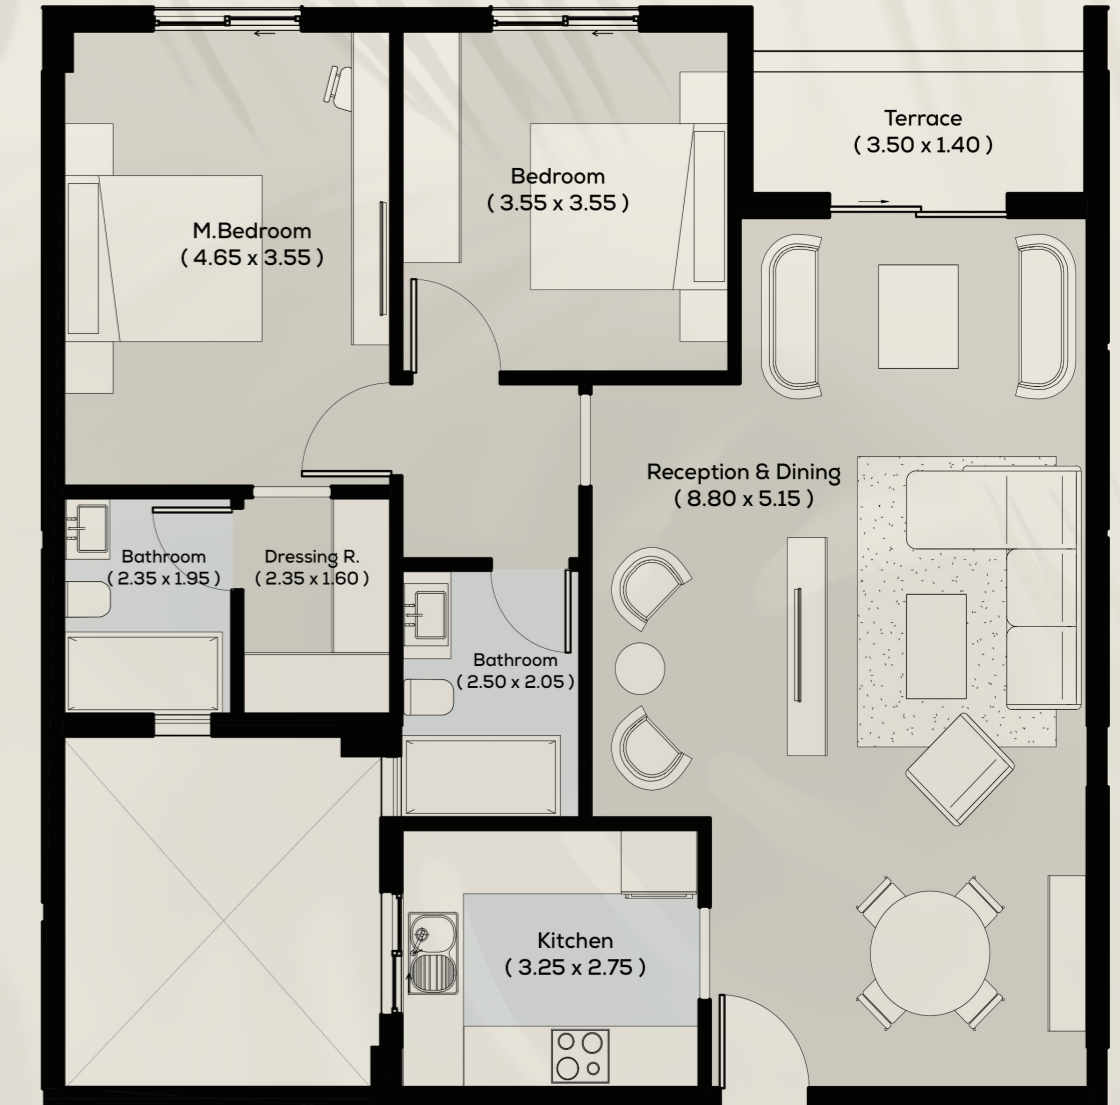 Terrace
( 3.50 x 1.40 )
Bedroom
( 3.55 x 3.55 )
M.Bedroom
( 4.65 x 3.55 )
Reception & Dining
( 8.80 x 5.15 )
Bathroom
( 2.35 x 1.95 )
Dressing R.
( 2.35 x 1.60 )
Bathroom
( 2.50 x 2.05 )
Kitchen
( 3.25 x 2.75 )